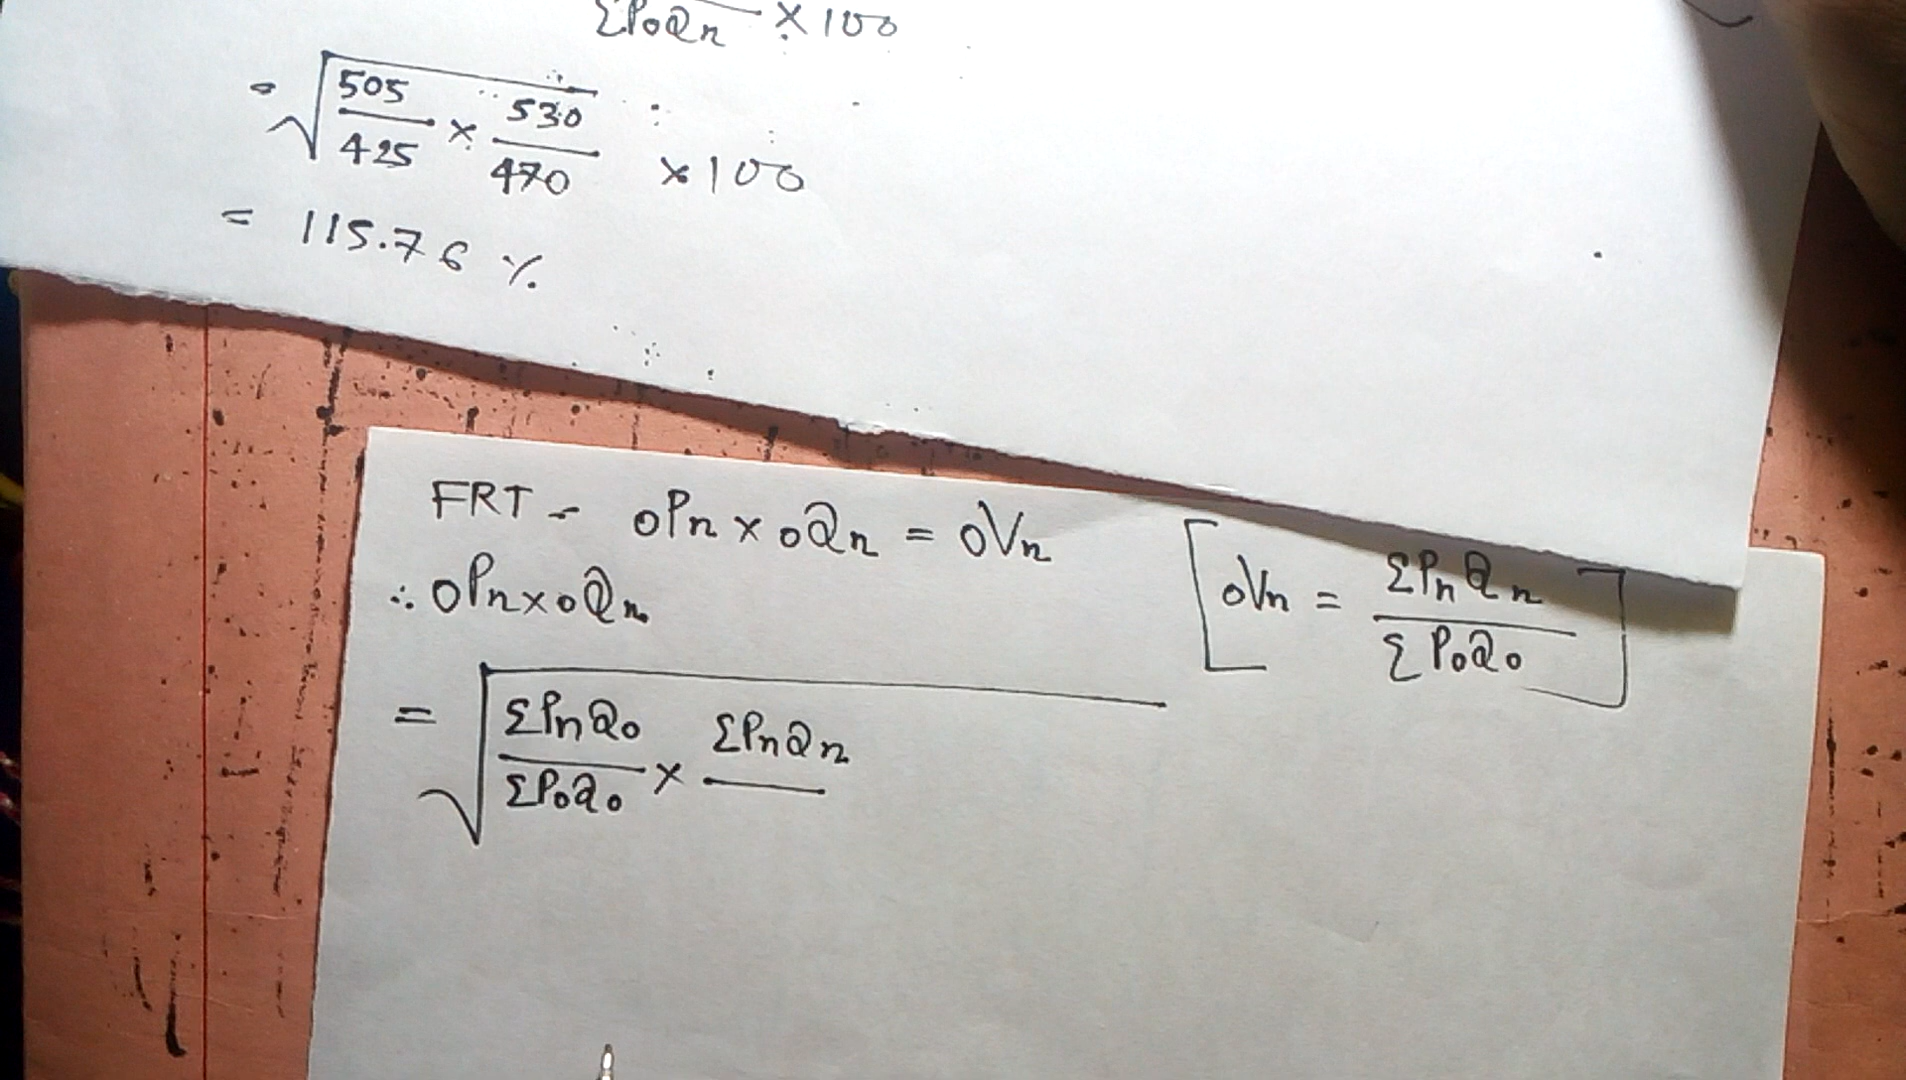 ΣP₀Qₙ × 100
= √ 505/425 × 530/470 × 100
= 115.76 %.
FRT - ₀Pₙ × ₀Qₙ = ₀Vₙ [ ₀Vₙ = ΣPₙQₙ / ΣP₀Q₀ ]
∴ ₀Pₙ × ₀Qₙ
= √ ΣPₙQ₀/ΣP₀Q₀ × ΣPₙQₙ/